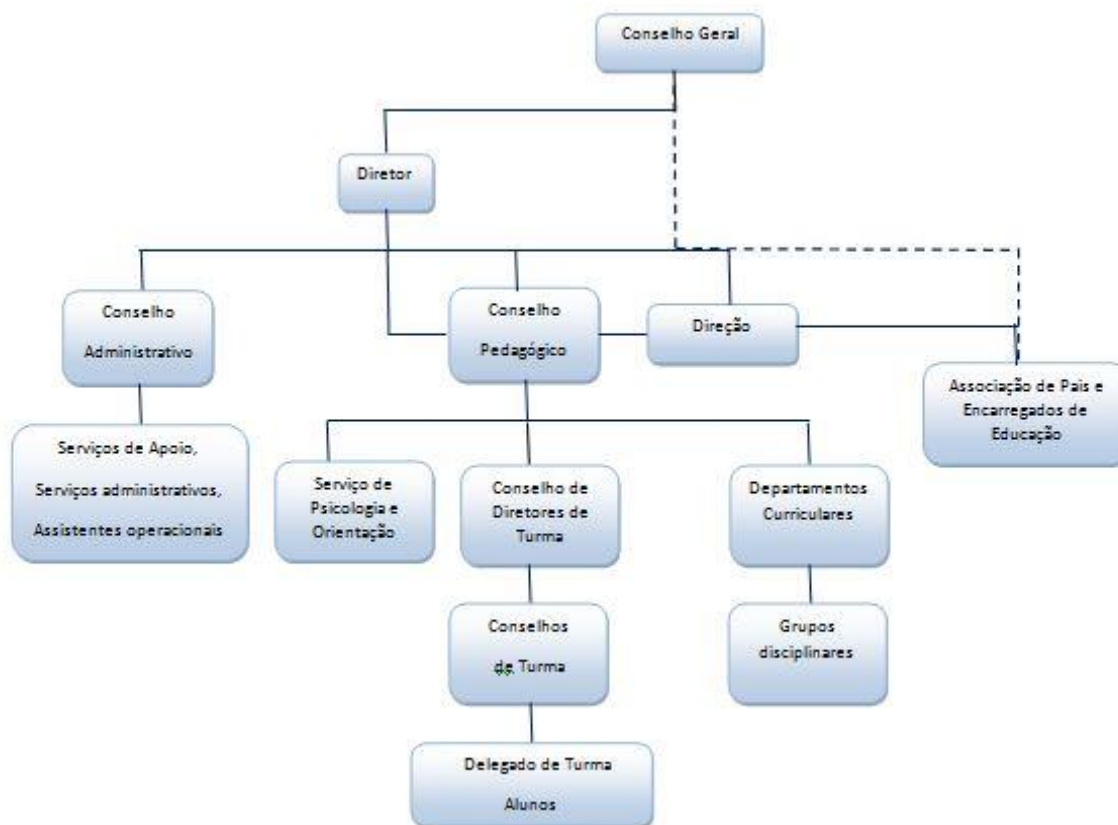 Conselho Geral
Diretor
Conselho
Administrativo
Conselho
Pedagógico
Direção
Associação de Pais e
Encarregados de
Educação
Serviços de Apoio,
Serviços administrativos,
Assistentes operacionais
Serviço de
Psicologia e
Orientação
Conselho de
Diretores de
Turma
Departamentos
Curriculares
Conselhos
de Turma
Grupos
disciplinares
Delegado de Turma
Alunos